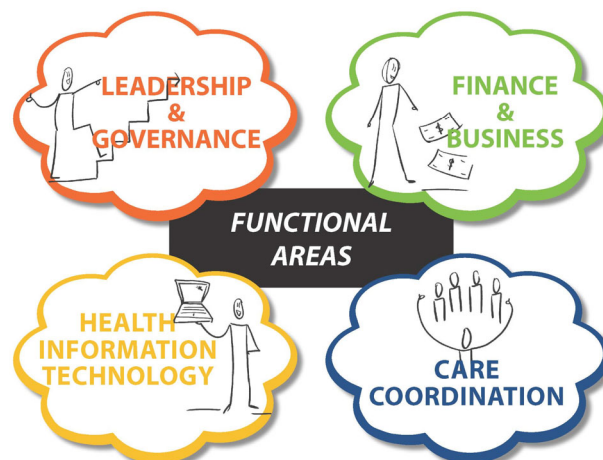 LEADERSHIP
&
GOVERNANCE
FINANCE
&
BUSINESS
FUNCTIONAL
AREAS
HEALTH
INFORMATION
TECHNOLOGY
CARE
COORDINATION